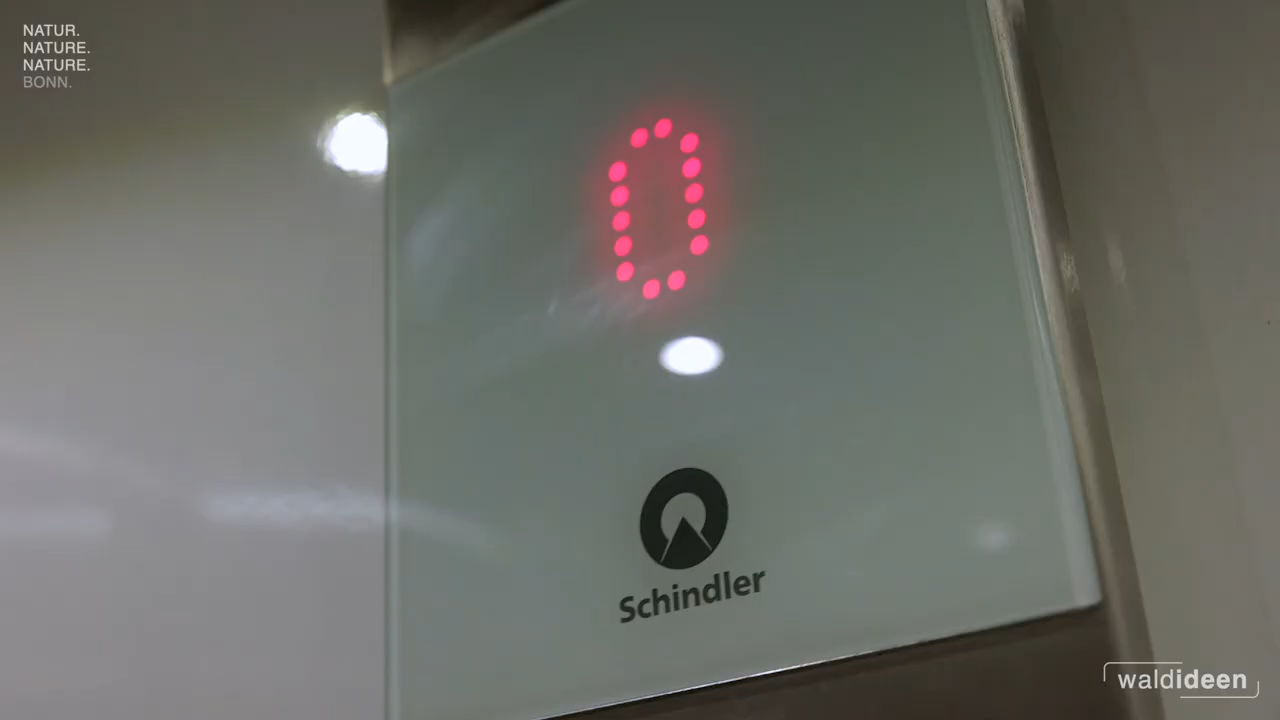 NATUR.
NATURE.
NATURE.
BONN.
0
Schindler
waldideen